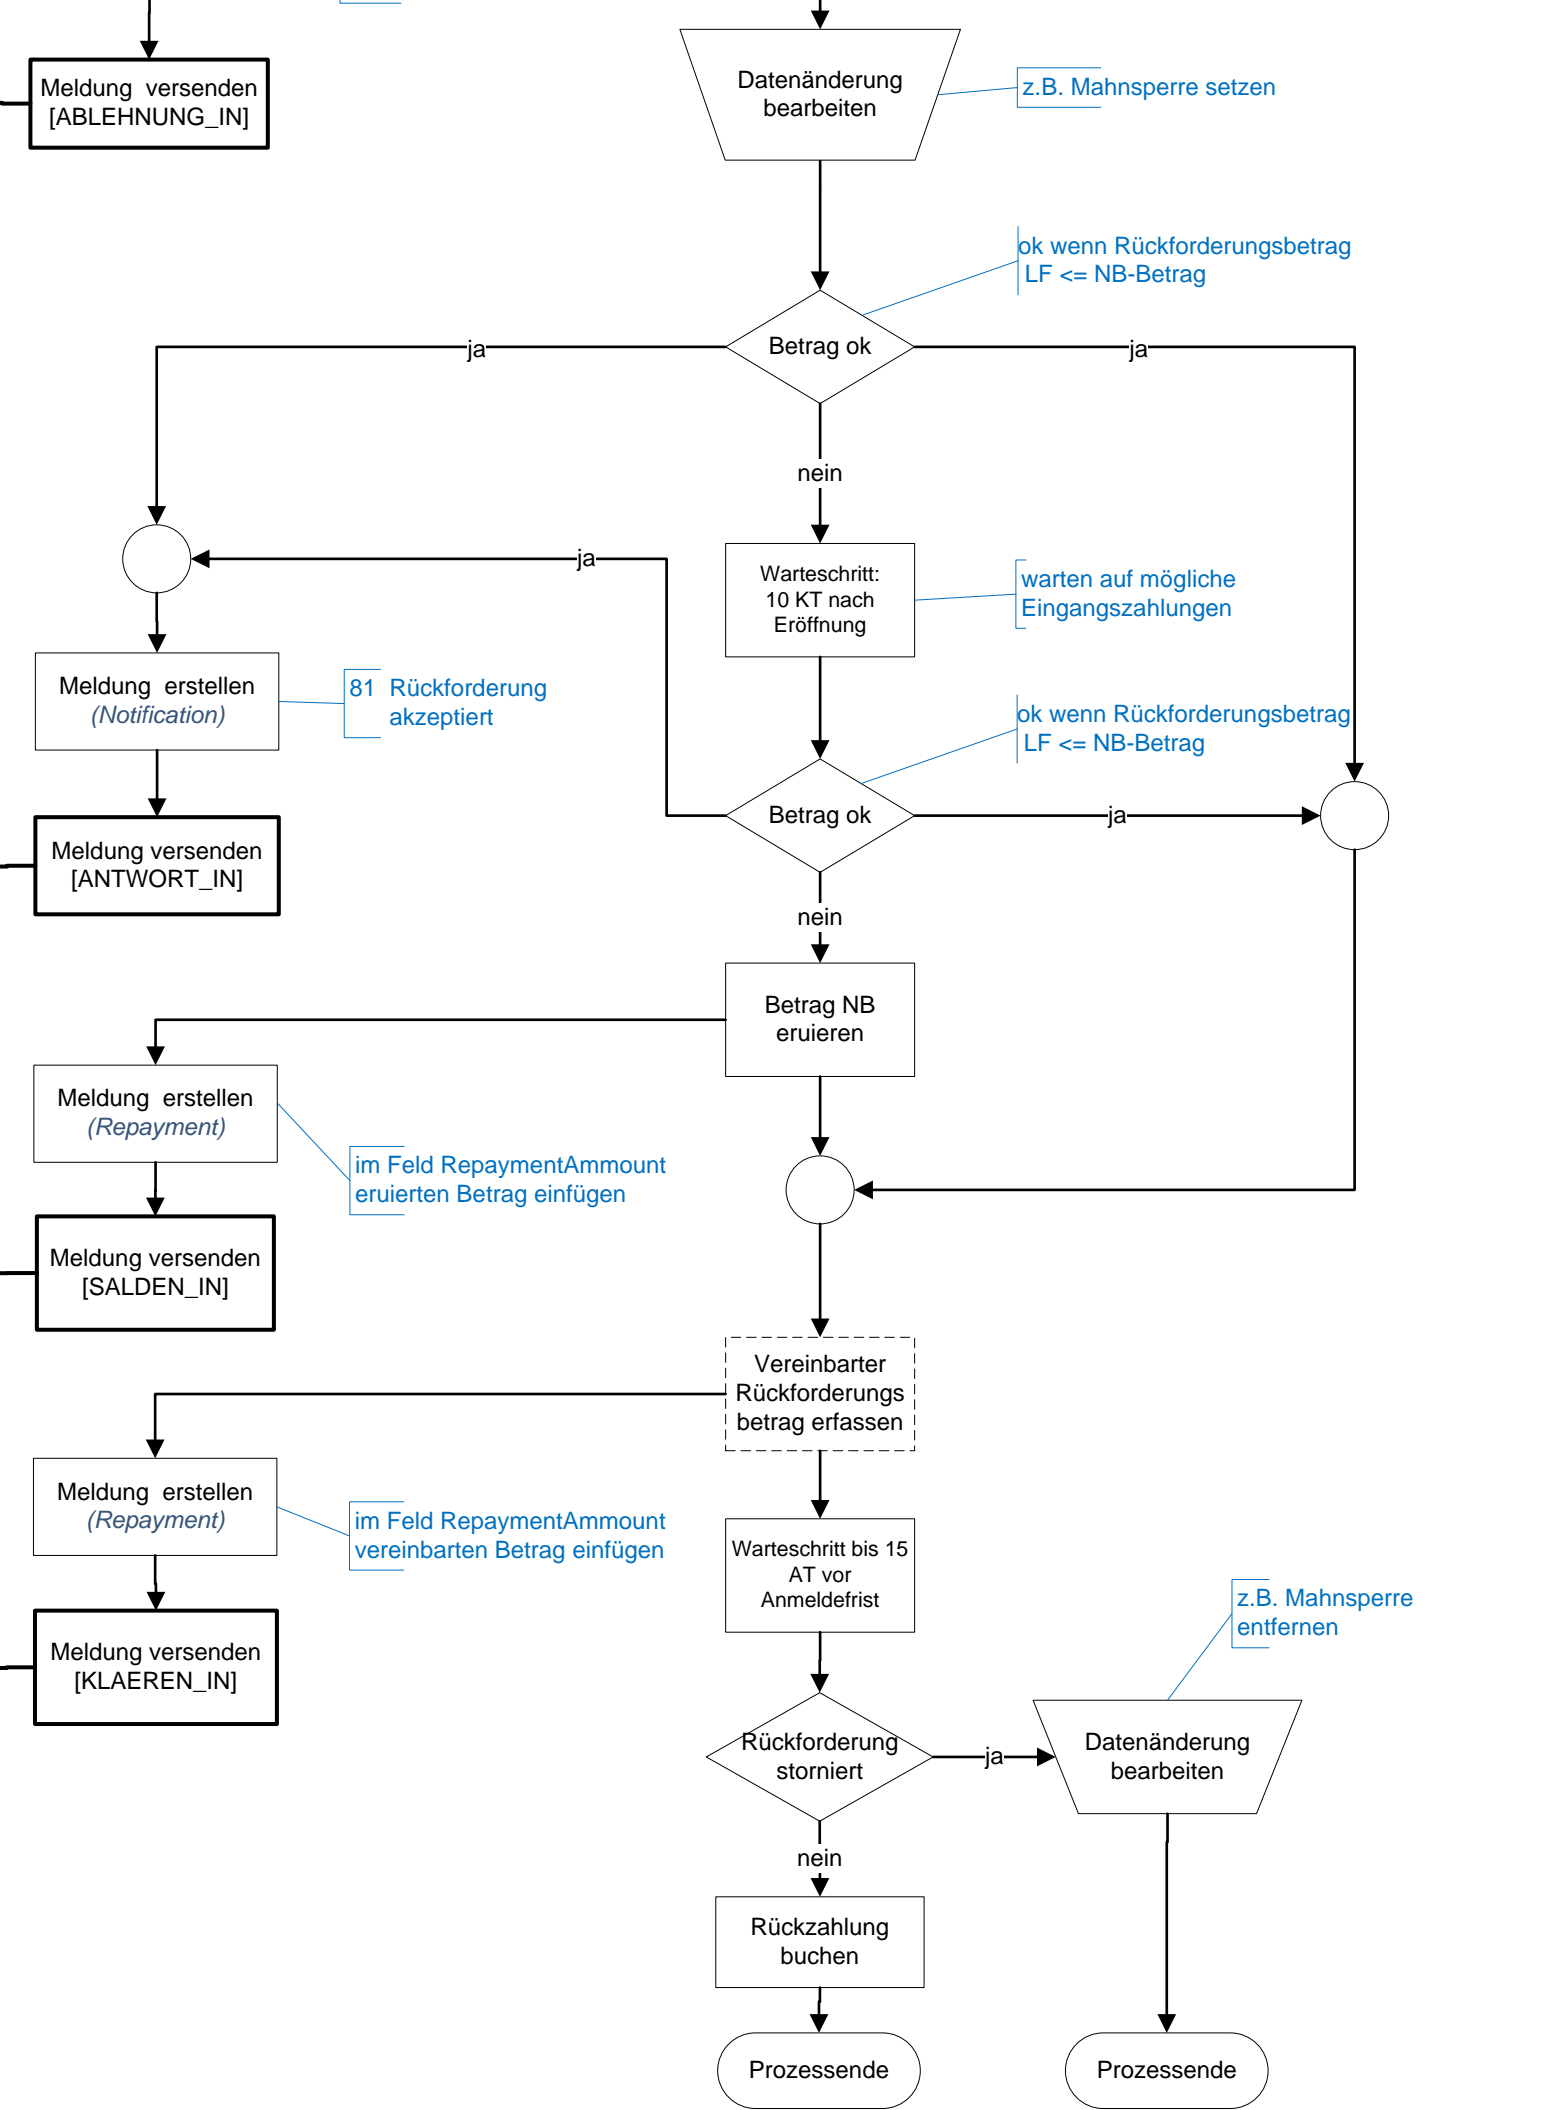 Meldung  versenden
[ABLEHNUNG_IN]
Datenänderung
bearbeiten
z.B. Mahnsperre setzen
ok wenn Rückforderungsbetrag
LF <= NB-Betrag
Betrag ok
ja
ja
nein
ja
Warteschritt:
10 KT nach
Eröffnung
warten auf mögliche
Eingangszahlungen
Meldung  erstellen
(Notification)
81  Rückforderung
akzeptiert
ok wenn Rückforderungsbetrag
LF <= NB-Betrag
Betrag ok
ja
Meldung versenden
[ANTWORT_IN]
nein
Betrag NB
eruieren
Meldung  erstellen
(Repayment)
im Feld RepaymentAmmount
eruierten Betrag einfügen
Meldung versenden
[SALDEN_IN]
Vereinbarter
Rückforderungs
betrag erfassen
Meldung  erstellen
(Repayment)
im Feld RepaymentAmmount
vereinbarten Betrag einfügen
Warteschritt bis 15
AT vor
Anmeldefrist
z.B. Mahnsperre
entfernen
Meldung versenden
[KLAEREN_IN]
Rückforderung
storniert
ja
Datenänderung
bearbeiten
nein
Rückzahlung
buchen
Prozessende
Prozessende